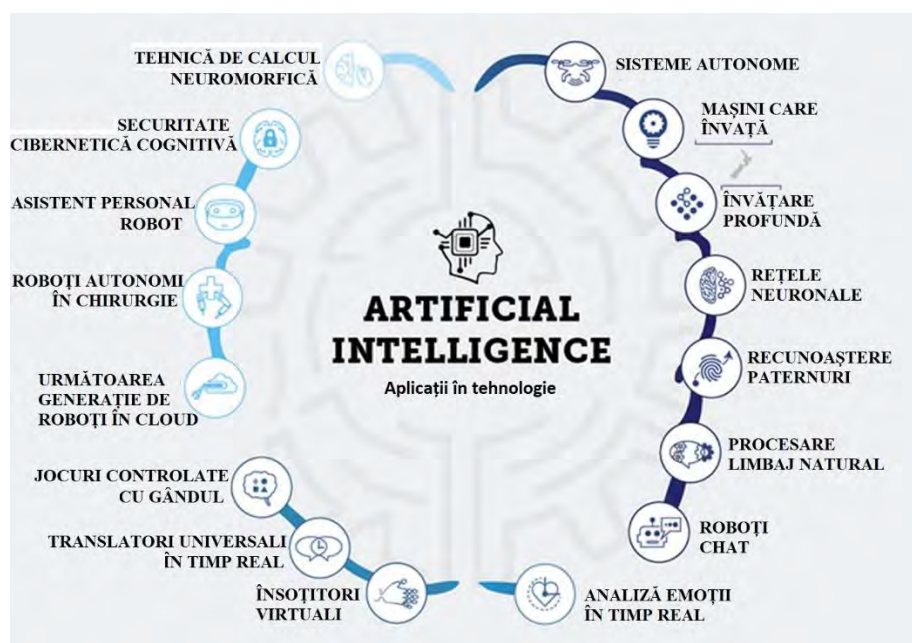 TEHNICĂ DE CALCUL
NEUROMORFICĂ
SECURITATE
CIBERNETICĂ COGNITIVĂ
ASISTENT PERSONAL
ROBOT
ROBOȚI AUTONOMI
ÎN CHIRURGIE
URMĂTOAREA
GENERAȚIE DE
ROBOȚI ÎN CLOUD
JOCURI CONTROLATE
CU GÂNDUL
TRANSLATORI UNIVERSALI
ÎN TIMP REAL
ÎNSOȚITORI
VIRTUALI
ARTIFICIAL
INTELLIGENCE
Aplicații în tehnologie
SISTEME AUTONOME
MAȘINI CARE
ÎNVAȚĂ
ÎNVĂȚARE
PROFUNDĂ
REȚELE
NEURONALE
RECUNOAȘTERE
PATERNURI
PROCESARE
LIMBAJ NATURAL
ROBOȚI
CHAT
ANALIZĂ EMOȚII
ÎN TIMP REAL